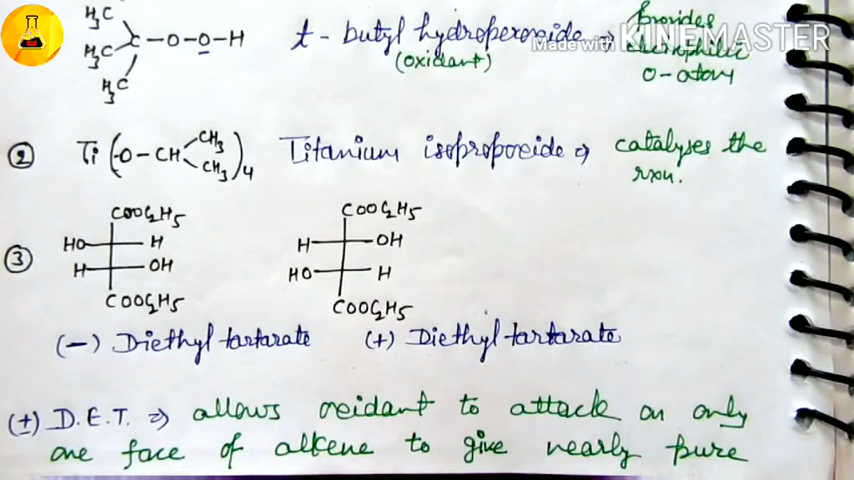 H₃C
H₃C C-O-O-H t-butyl hydroperoxide ⇒ Provides
H₃C (oxidant) electrophilic
O-atom
Made with KINEMASTER
② Ti(-O-CH CH₃ CH₃)₄ Titanium isopropoxide ⇒ catalyses the
rxn.
③
COOC₂H₅ COOC₂H₅
HO H H OH
H OH HO H
COOC₂H₅ COOC₂H₅
(-) Diethyl tartarate (+) Diethyl tartarate
(±) D.E.T. ⇒ allows oxidant to attack on only
one face of alkene to give nearly pure